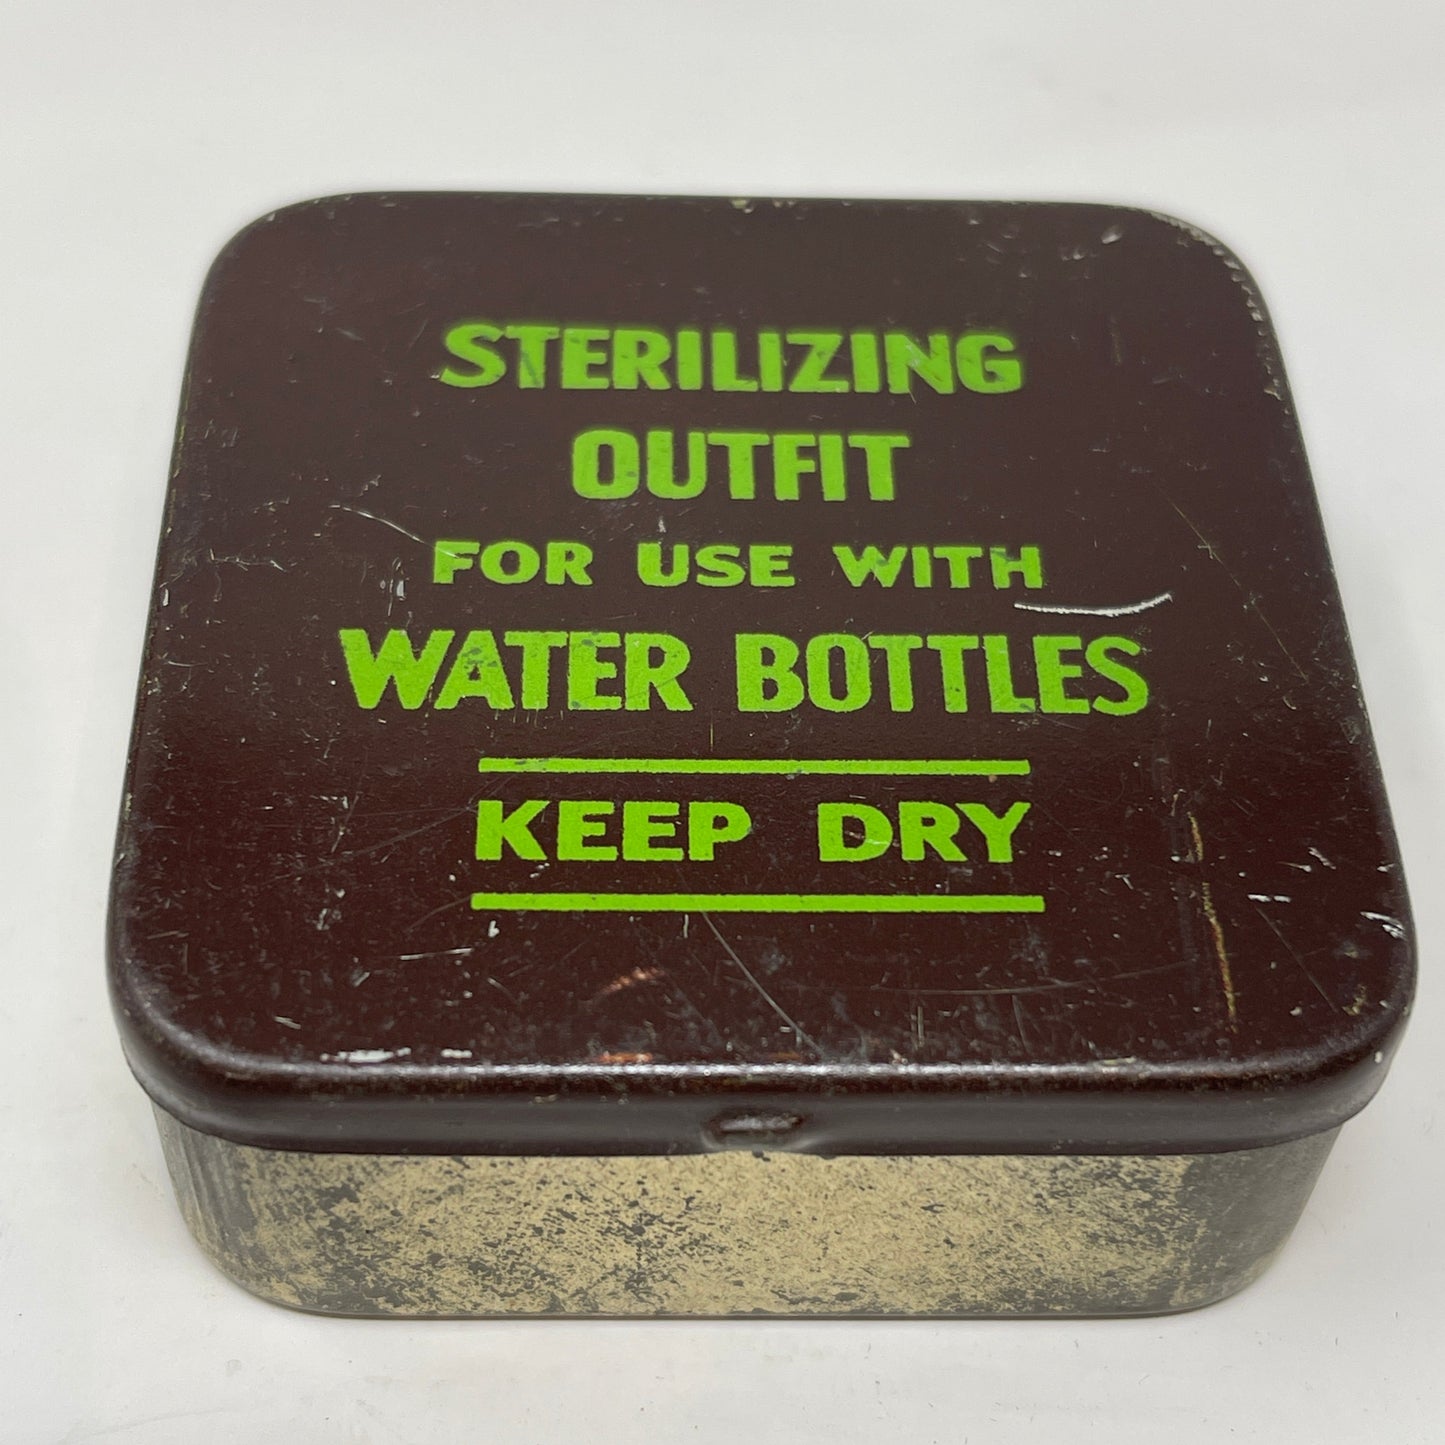 STERILIZING
OUTFIT
FOR USE WITH
WATER BOTTLES
KEEP DRY